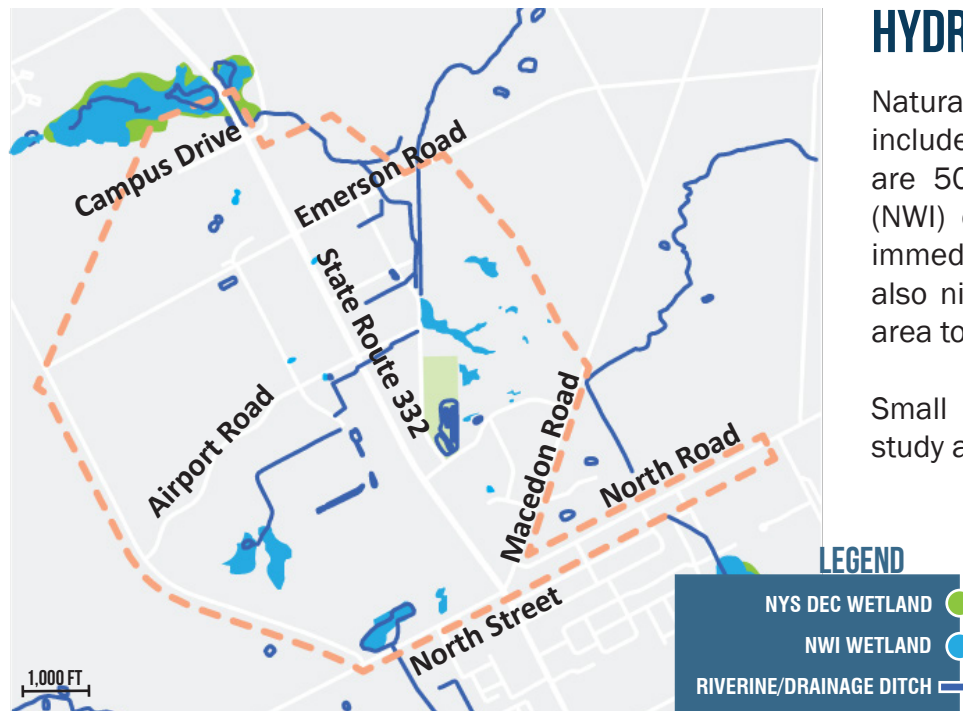 HYDR
Natura
include
are 50
(NWI)
immed
also ni
area to
Small
study a
Campus Drive
Emerson Road
State Route 332
Airport Road
Macedon Road
North Road
North Street
1,000 FT
LEGEND
NYS DEC WETLAND
NWI WETLAND
RIVERINE/DRAINAGE DITCH